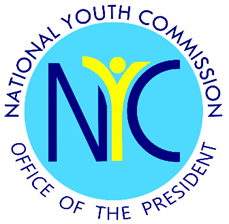 NATIONAL YOUTH COMMISSION
NYC
OFFICE OF THE PRESIDENT